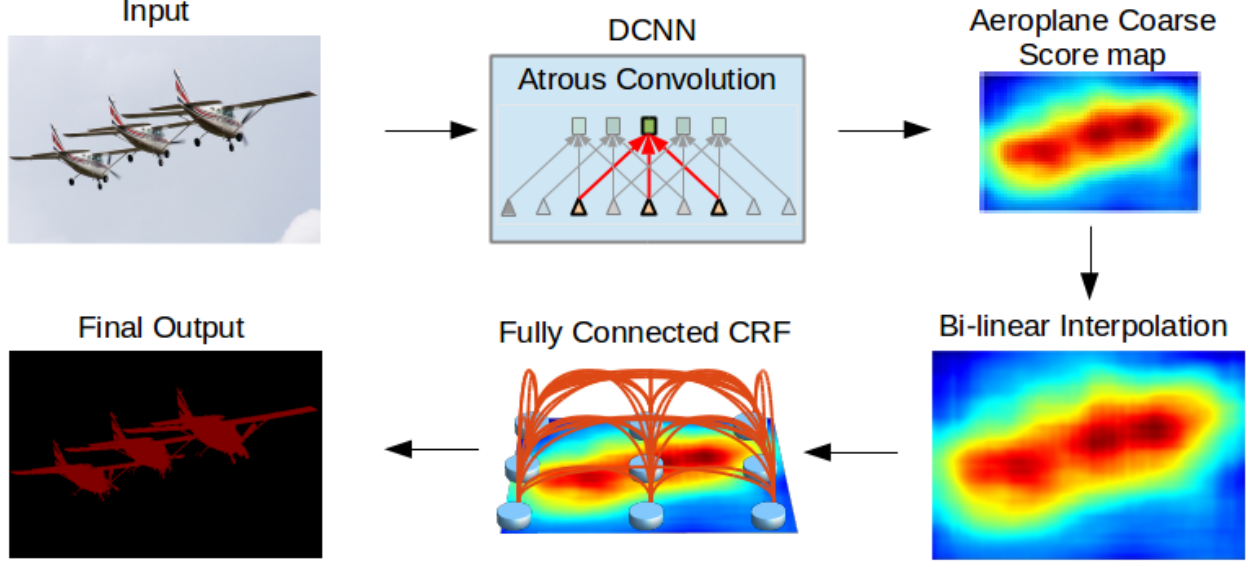 Input
DCNN
Atrous Convolution
Aeroplane Coarse
Score map
Bi-linear Interpolation
Fully Connected CRF
Final Output